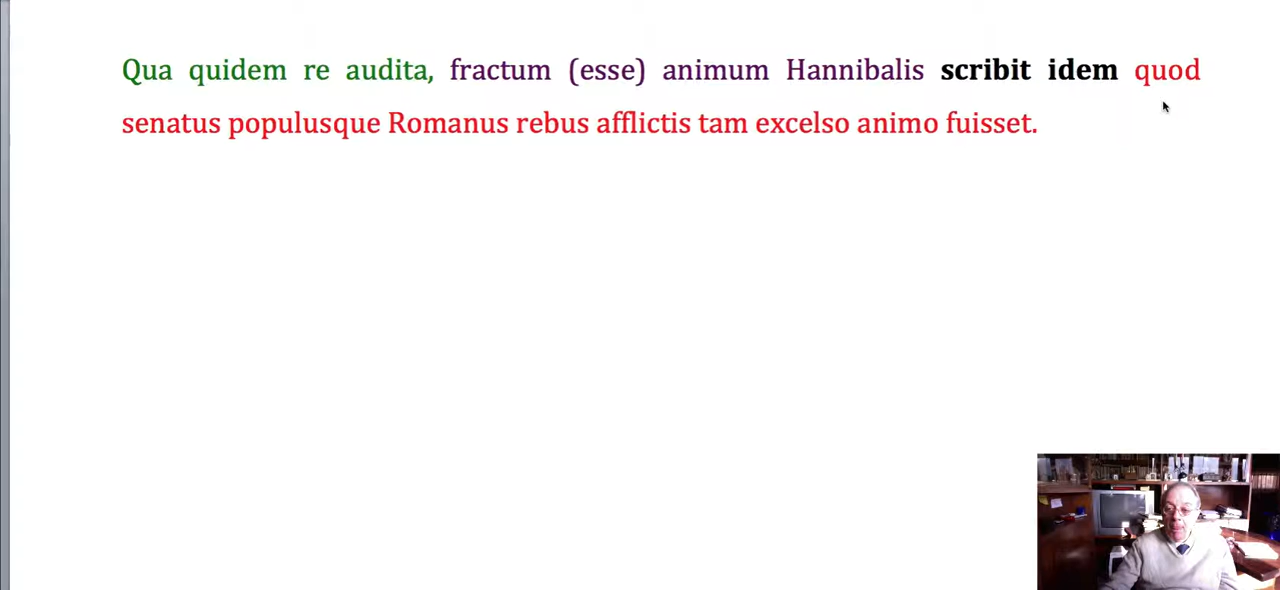 Qua quidem re audita, fractum (esse) animum Hannibalis scribit idem quod
senatus populusque Romanus rebus afflictis tam excelso animo fuisset.